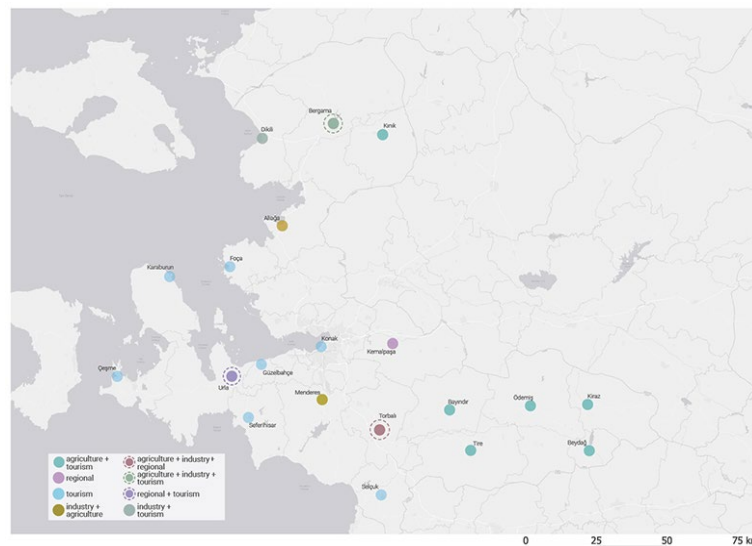 Bergama
Dikili
Kınık
Aliağa
Foça
Karaburun
Konak
Kemalpaşa
Çeşme
Güzelbahçe
Urla
Menderes
Bayındır
Ödemiş
Kiraz
Torbalı
Seferihisar
Tire
Beydağ
Selçuk
agriculture +
tourism
regional
tourism
industry +
agriculture
agriculture + industry+
regional
agriculture + industry+
tourism
regional + tourism
industry +
tourism
0 25 50 75